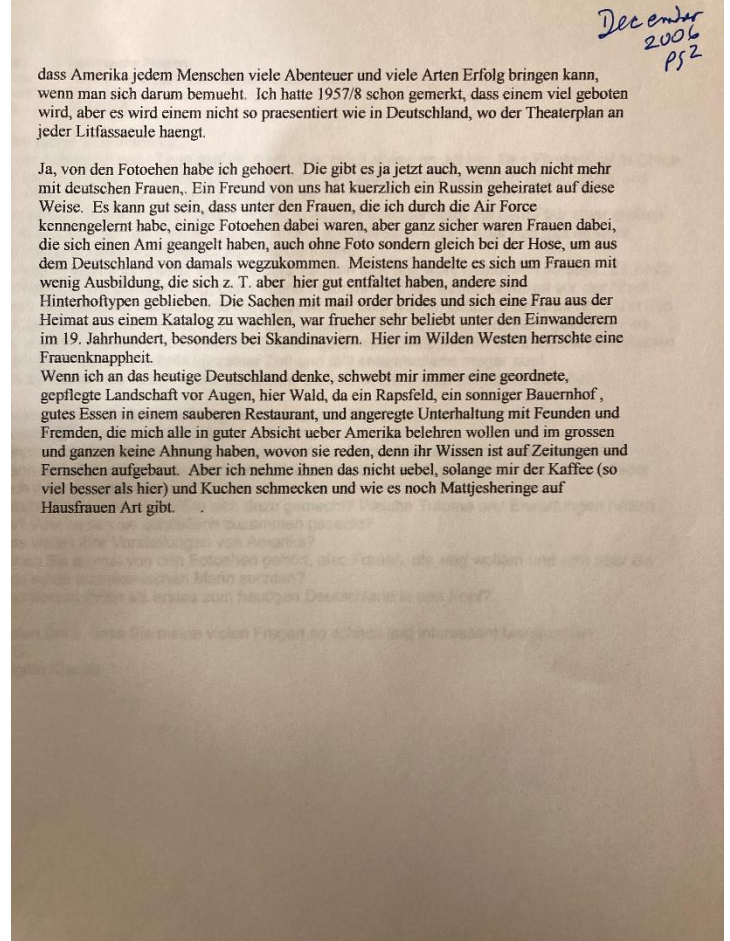 December
2006
pg 2
dass Amerika jedem Menschen viele Abenteuer und viele Arten Erfolg bringen kann,
wenn man sich darum bemueht.  Ich hatte 1957/8 schon gemerkt, dass einem viel geboten
wird, aber es wird einem nicht so praesentiert wie in Deutschland, wo der Theaterplan an
jeder Litfassaeule haengt.
Ja, von den Fotoehen habe ich gehoert.  Die gibt es ja jetzt auch, wenn auch nicht mehr
mit deutschen Frauen,.  Ein Freund von uns hat kuerzlich ein Russin geheiratet auf diese
Weise.  Es kann gut sein, dass unter den Frauen, die ich durch die Air Force
kennengelernt habe, einige Fotoehen dabei waren, aber ganz sicher waren Frauen dabei,
die sich einen Ami geangelt haben, auch ohne Foto sondern gleich bei der Hose, um aus
dem Deutschland von damals wegzukommen.  Meistens handelte es sich um Frauen mit
wenig Ausbildung, die sich z. T. aber  hier gut entfaltet haben, andere sind
Hinterhoftypen geblieben.  Die Sachen mit mail order brides und sich eine Frau aus der
Heimat aus einem Katalog zu waehlen, war frueher sehr beliebt unter den Einwanderern
im 19. Jahrhundert, besonders bei Skandinaviern.  Hier im Wilden Westen herrschte eine
Frauenknappheit.
Wenn ich an das heutige Deutschland denke, schwebt mir immer eine geordnete,
gepflegte Landschaft vor Augen, hier Wald, da ein Rapsfeld, ein sonniger Bauernhof ,
gutes Essen in einem sauberen Restaurant, und angeregte Unterhaltung mit Feunden und
Fremden, die mich alle in guter Absicht ueber Amerika belehren wollen und im grossen
und ganzen keine Ahnung haben, wovon sie reden, denn ihr Wissen ist auf Zeitungen und
Fernsehen aufgebaut.  Aber ich nehme ihnen das nicht uebel, solange mir der Kaffee (so
viel besser als hier) und Kuchen schmecken und wie es noch Mattjesheringe auf
Hausfrauen Art gibt.     .